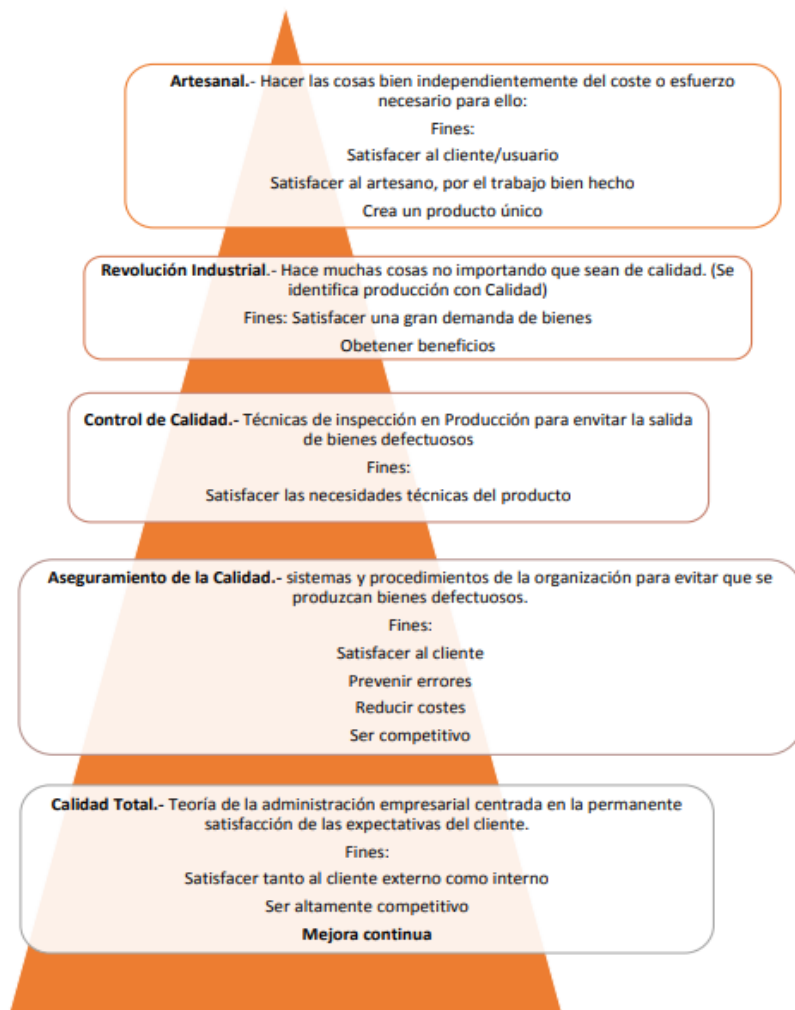 Artesanal.- Hacer las cosas bien independientemente del coste o esfuerzo
necesario para ello:
Fines:
Satisfacer al cliente/usuario
Satisfacer al artesano, por el trabajo bien hecho
Crea un producto único
Revolución Industrial.- Hace muchas cosas no importando que sean de calidad. (Se
identifica producción con Calidad)
Fines: Satisfacer una gran demanda de bienes
Obetener beneficios
Control de Calidad.- Técnicas de inspección en Producción para envitar la salida
de bienes defectuosos
Fines:
Satisfacer las necesidades técnicas del producto
Aseguramiento de la Calidad.- sistemas y procedimientos de la organización para evitar que se
produzcan bienes defectuosos.
Fines:
Satisfacer al cliente
Prevenir errores
Reducir costes
Ser competitivo
Calidad Total.- Teoría de la administración empresarial centrada en la permanente
satisfacción de las expectativas del cliente.
Fines:
Satisfacer tanto al cliente externo como interno
Ser altamente competitivo
Mejora continua